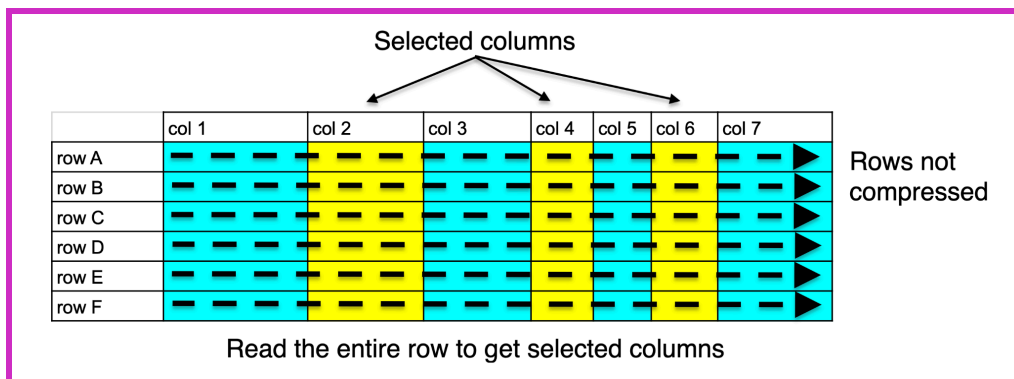 Selected columns
col 1 col 2 col 3 col 4 col 5 col 6 col 7
row A
row B
row C
row D
row E
row F
Rows not
compressed
Read the entire row to get selected columns